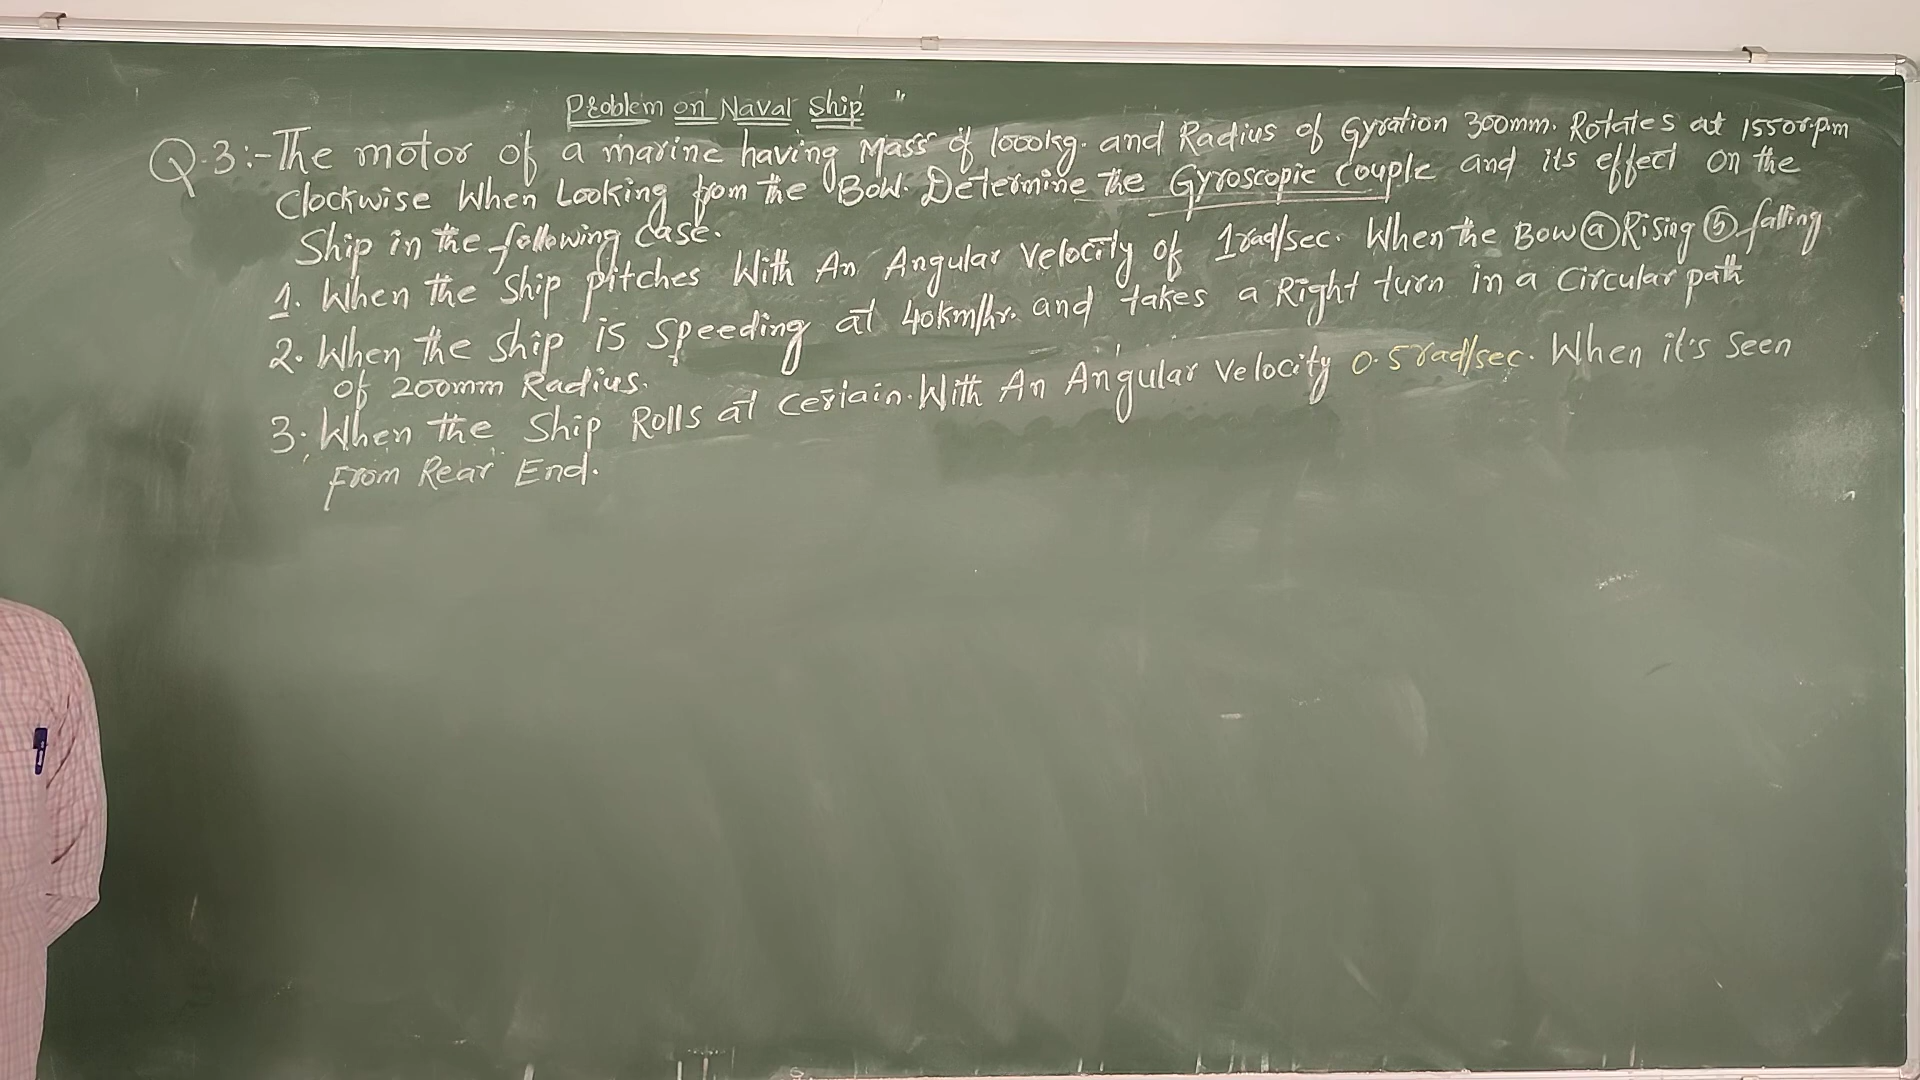 Problem on Naval Ship "
Q.3:- The motor of a marine having Mass of 1000kg. and Radius of Gyration 300mm. Rotates at 1550r.p.m
Clockwise When Looking from the Bow. Determine the Gyroscopic Couple and its effect on the
Ship in the following Case.
1. When the Ship pitches With An Angular Velocity of 1rad/sec. When the Bow ⓐ Rising ⓑ falling
2. When the Ship is Speeding at 40km/hr. and takes a Right turn in a Circular path
of 200mm Radius.
3. When the Ship Rolls at Certain. With An Angular Velocity 0.5 rad/sec. When it's Seen
From Rear End.